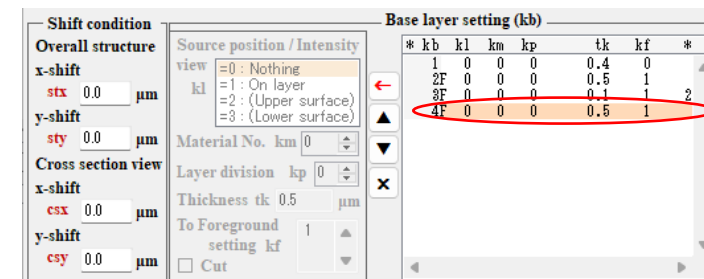 Shift condition
Overall structure
x-shift
stx 0.0 μm
y-shift
sty 0.0 μm
Cross section view
x-shift
csx 0.0 μm
y-shift
csy 0.0 μm
Base layer setting (kb)
Source position / Intensity
view =0 : Nothing
kl =1 : On layer
=2 : (Upper surface)
=3 : (Lower surface)
Material No. km 0
Layer division kp 0
Thickness tk 0.5 μm
To Foreground 1
setting kf
Cut
* kb kl km kp tk kf *
1 0 0 0 0.4 0
2F 0 0 0 0.5 1
3F 0 0 0 0.1 1 2
4F 0 0 0 0.5 1